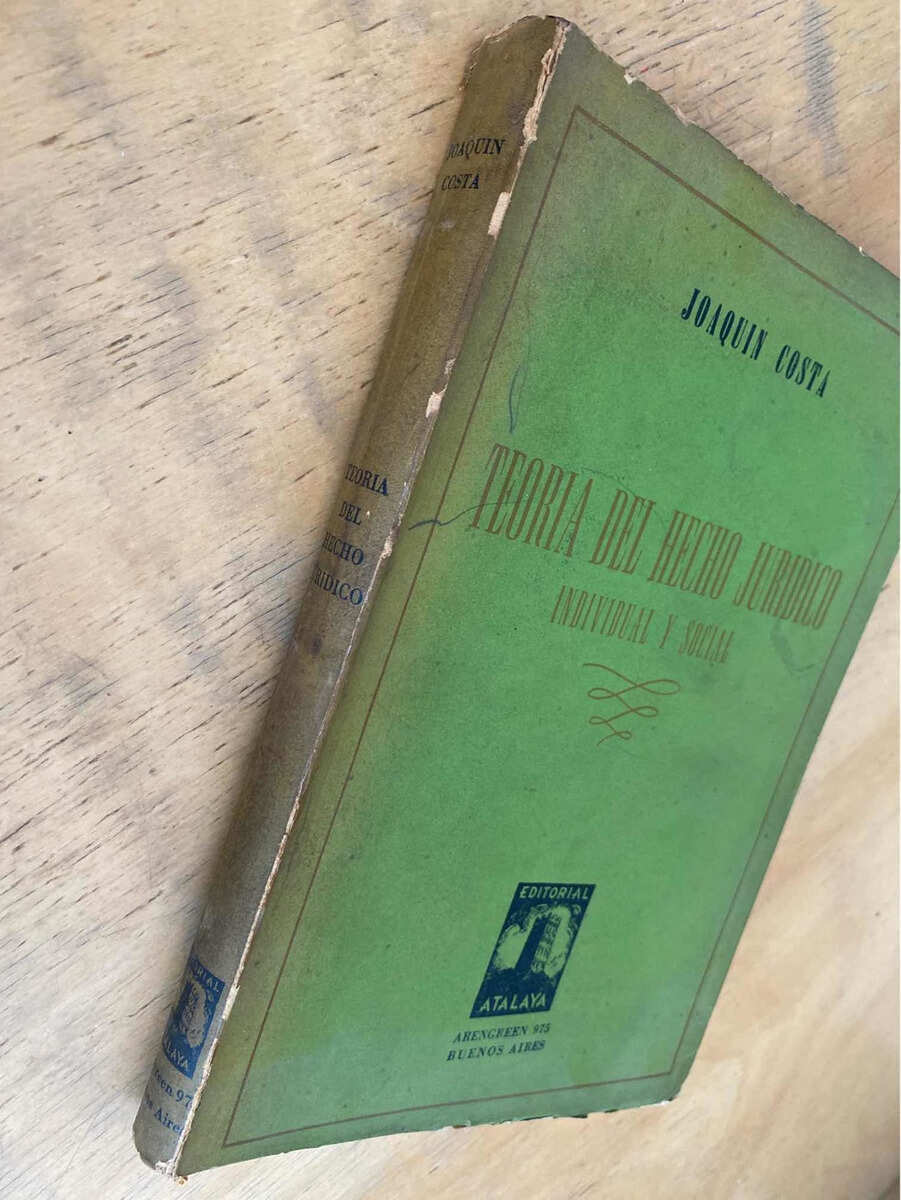 JOAQUIN
COSTA
TEORIA
DEL
HECHO
JOAQUIN COSTA
TEORIA DEL HECHO JURIDICO
INDIVIDUAL Y SOCIAL
EDITORIAL
ATALAYA
ARENGREEN 975
BUENOS AIRES